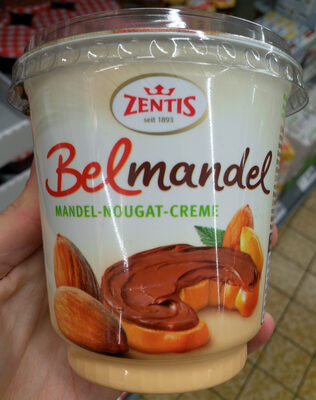 ZENTIS
seit 1893
Belmandel
MANDEL-NOUGAT-CREME